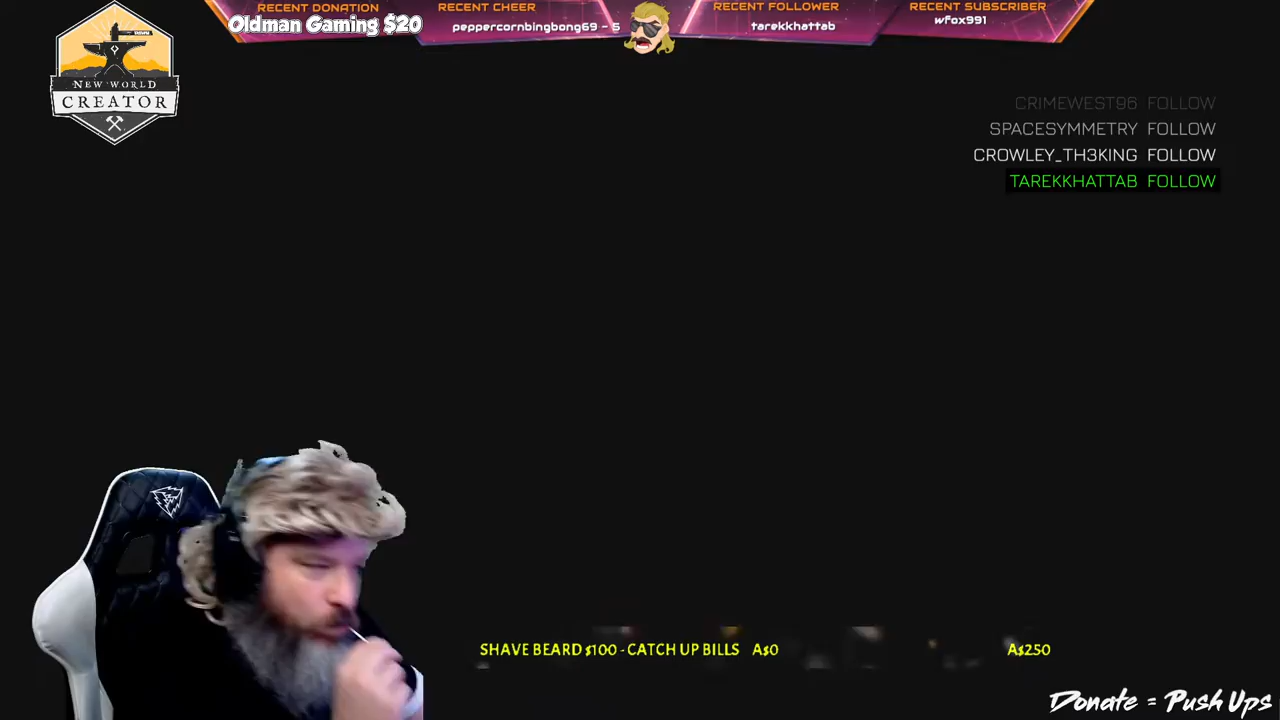 RECENT DONATION
Oldman Gaming $20
RECENT CHEER
peppercornbingbong69 - 6
RECENT FOLLOWER
tarekkhattab
RECENT SUBSCRIBER
wfox991
NEW WORLD
CREATOR
CRIMEWEST96 FOLLOW
SPACESYMMETRY FOLLOW
CROWLEY_TH3KING FOLLOW
TAREKKHATTAB FOLLOW
SHAVE BEARD $100 - CATCH UP BILLS A$0 A$250
Donate = Push Ups